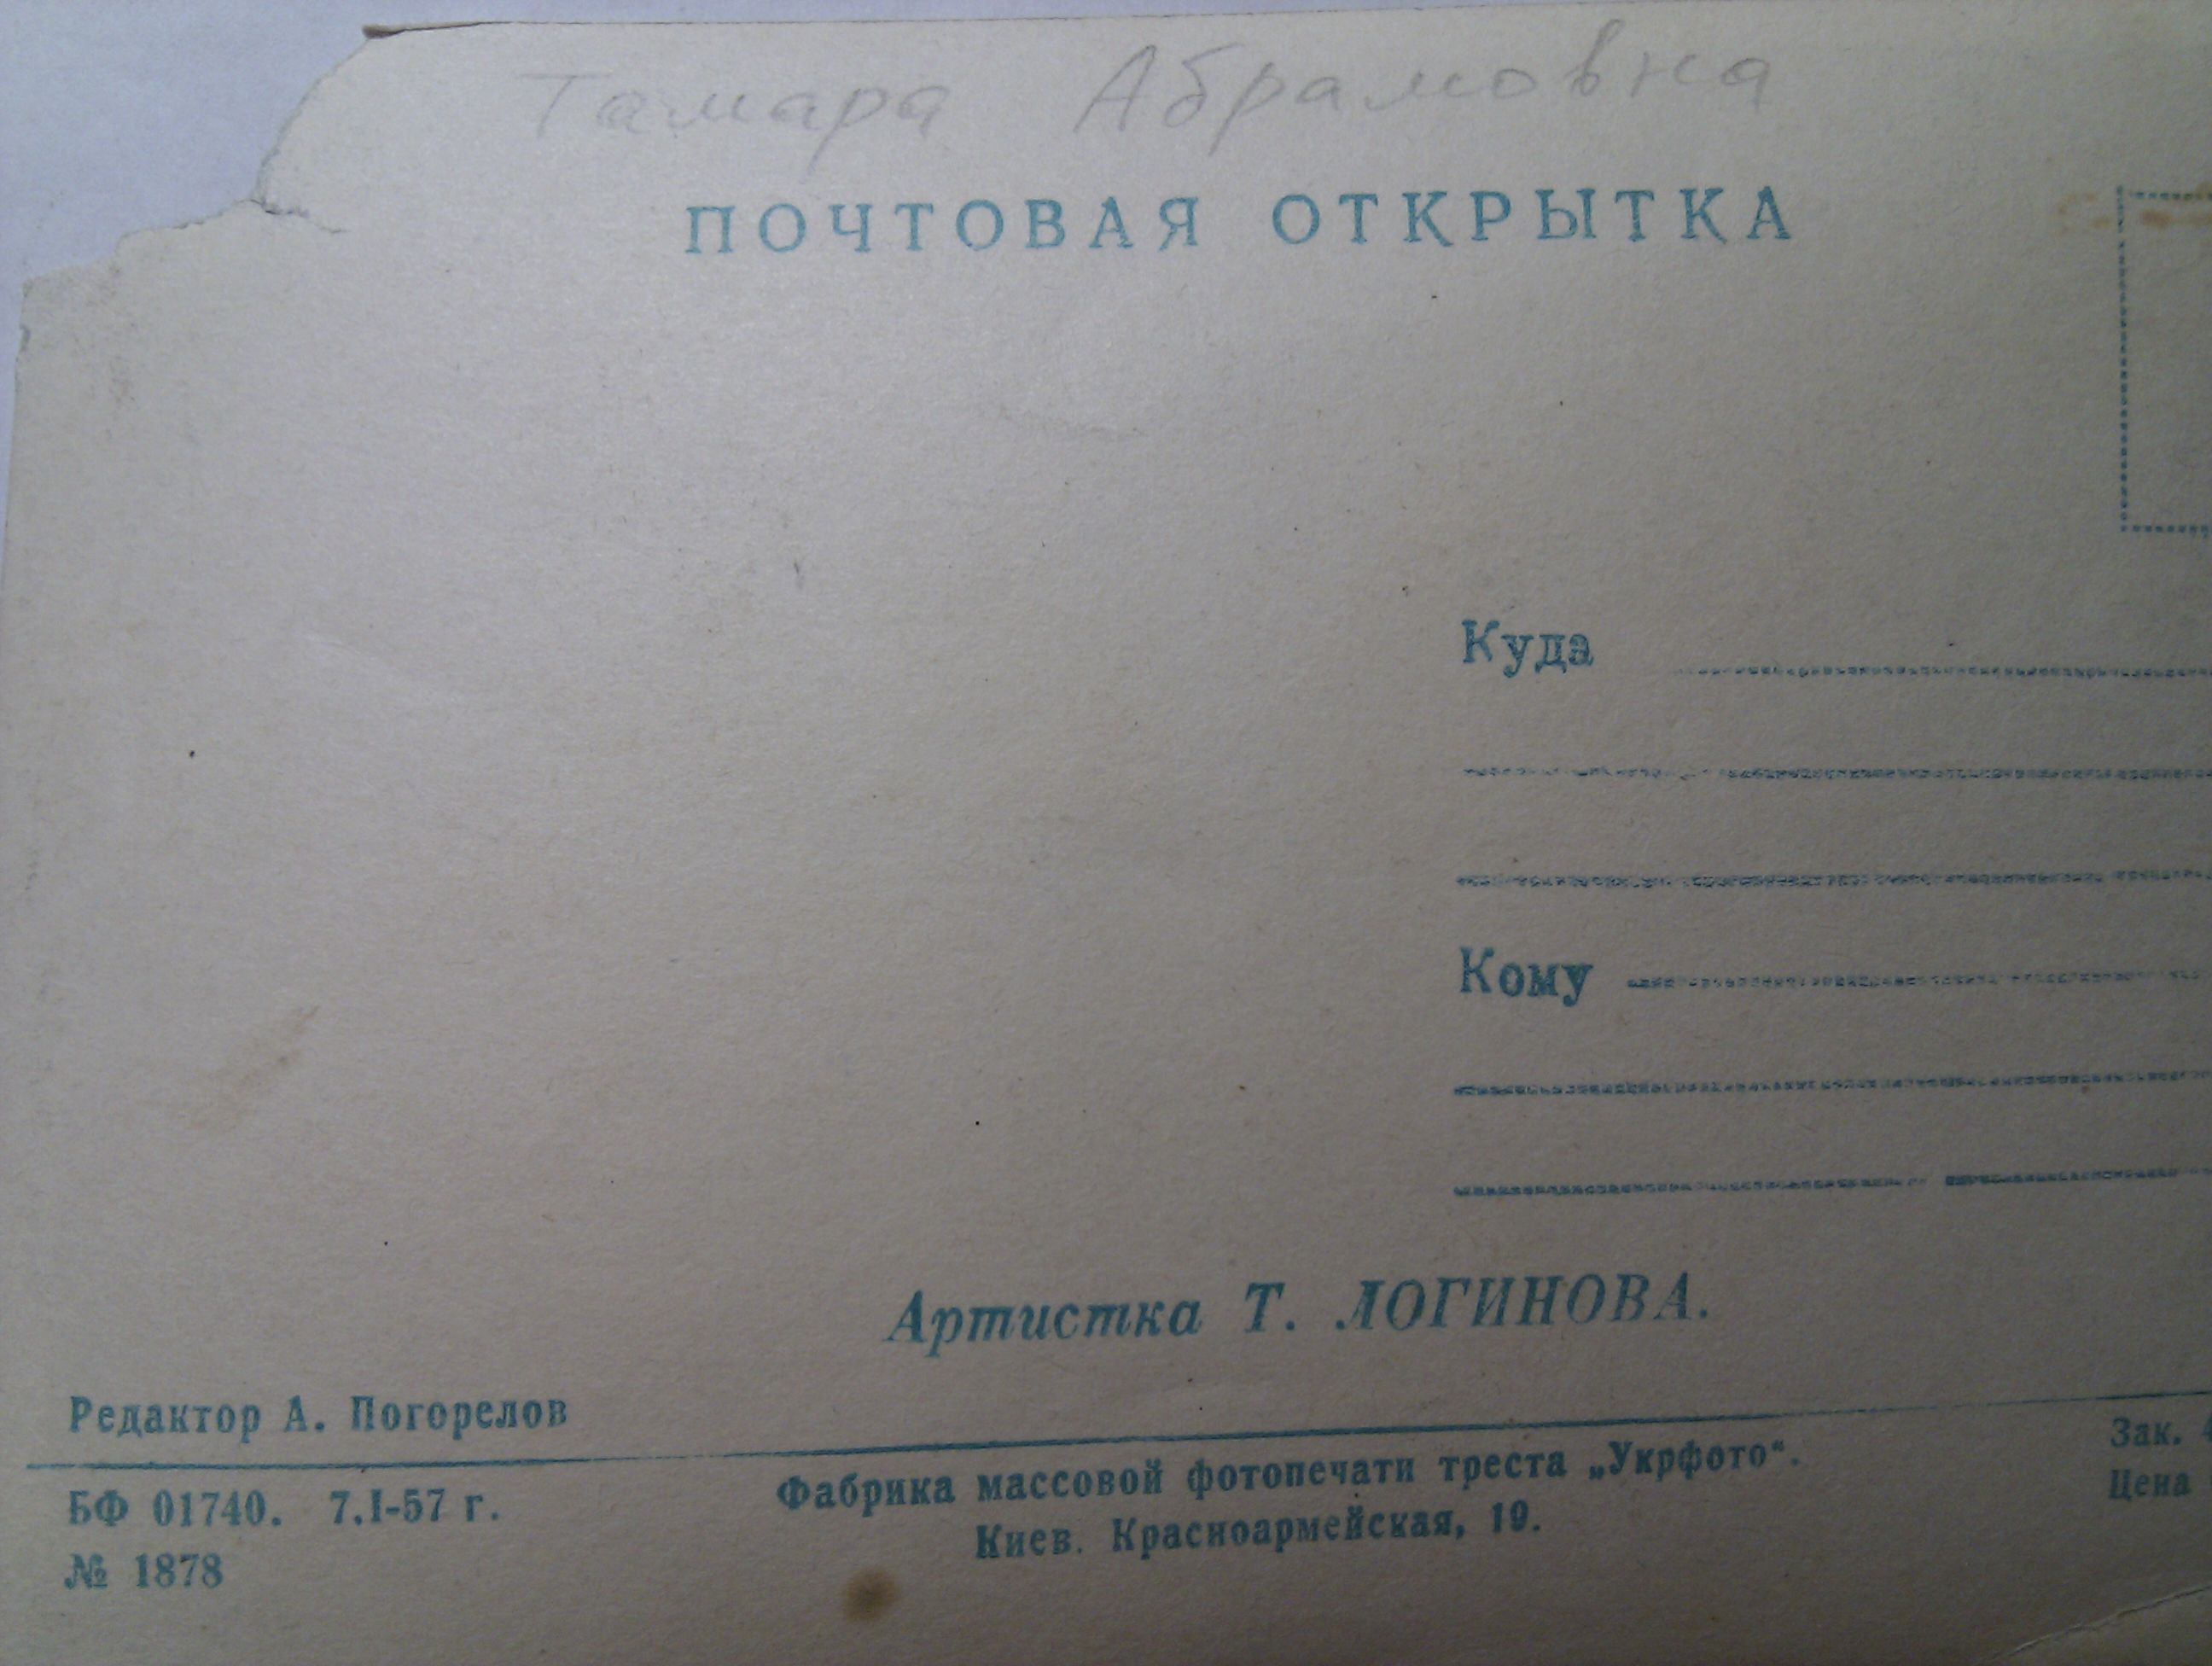 Тамара Абрамовна
ПОЧТОВАЯ ОТКРЫТКА
Куда
Кому
Артистка Т. ЛОГИНОВА.
Редактор А. Погорелов
БФ 01740. 7.I-57 г.
№ 1878
Фабрика массовой фотопечати треста „Укрфото“.
Киев. Красноармейская, 19.
Зак. 4
Цена